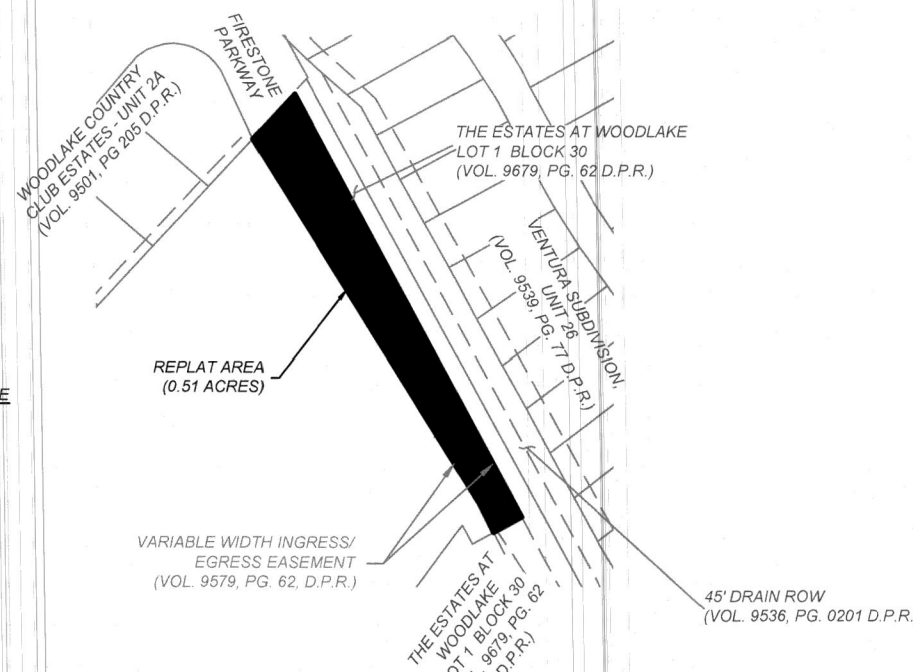 FIRESTONE
PARKWAY
WOODLAKE COUNTRY
CLUB ESTATES - UNIT 2A
(VOL. 9501, PG 205 D.P.R.)
THE ESTATES AT WOODLAKE
LOT 1 BLOCK 30
(VOL. 9679, PG. 62 D.P.R.)
VENTURA SUBDIVISION,
UNIT 26
(VOL. 9539, PG. 77 D.P.R.)
REPLAT AREA
(0.51 ACRES)
E
VARIABLE WIDTH INGRESS/
EGRESS EASEMENT
(VOL. 9579, PG. 62, D.P.R.)
THE ESTATES AT
WOODLAKE
LOT 1 BLOCK 30
9679, PG. 62
D.P.R.)
45' DRAIN ROW
(VOL. 9536, PG. 0201 D.P.R.